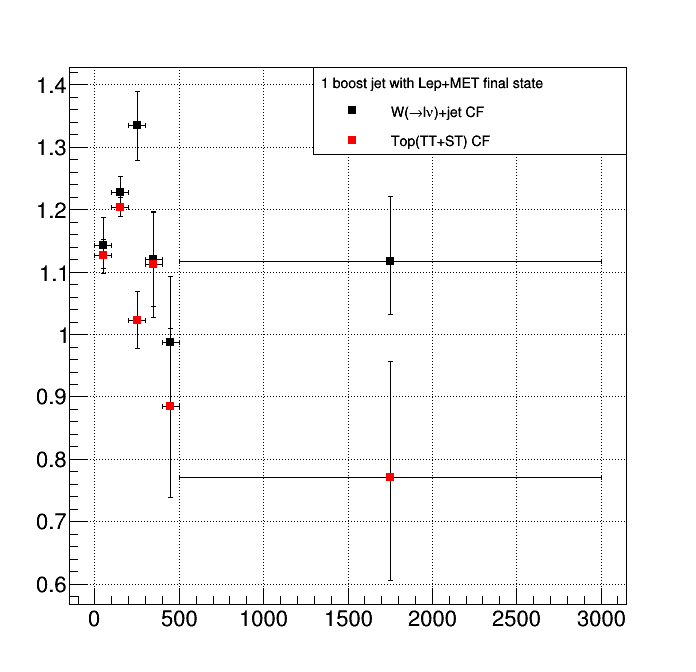 1 boost jet with Lep+MET final state
W(→lν)+jet CF
Top(TT+ST) CF
1.4
1.3
1.2
1.1
1
0.9
0.8
0.7
0.6
0 500 1000 1500 2000 2500 3000